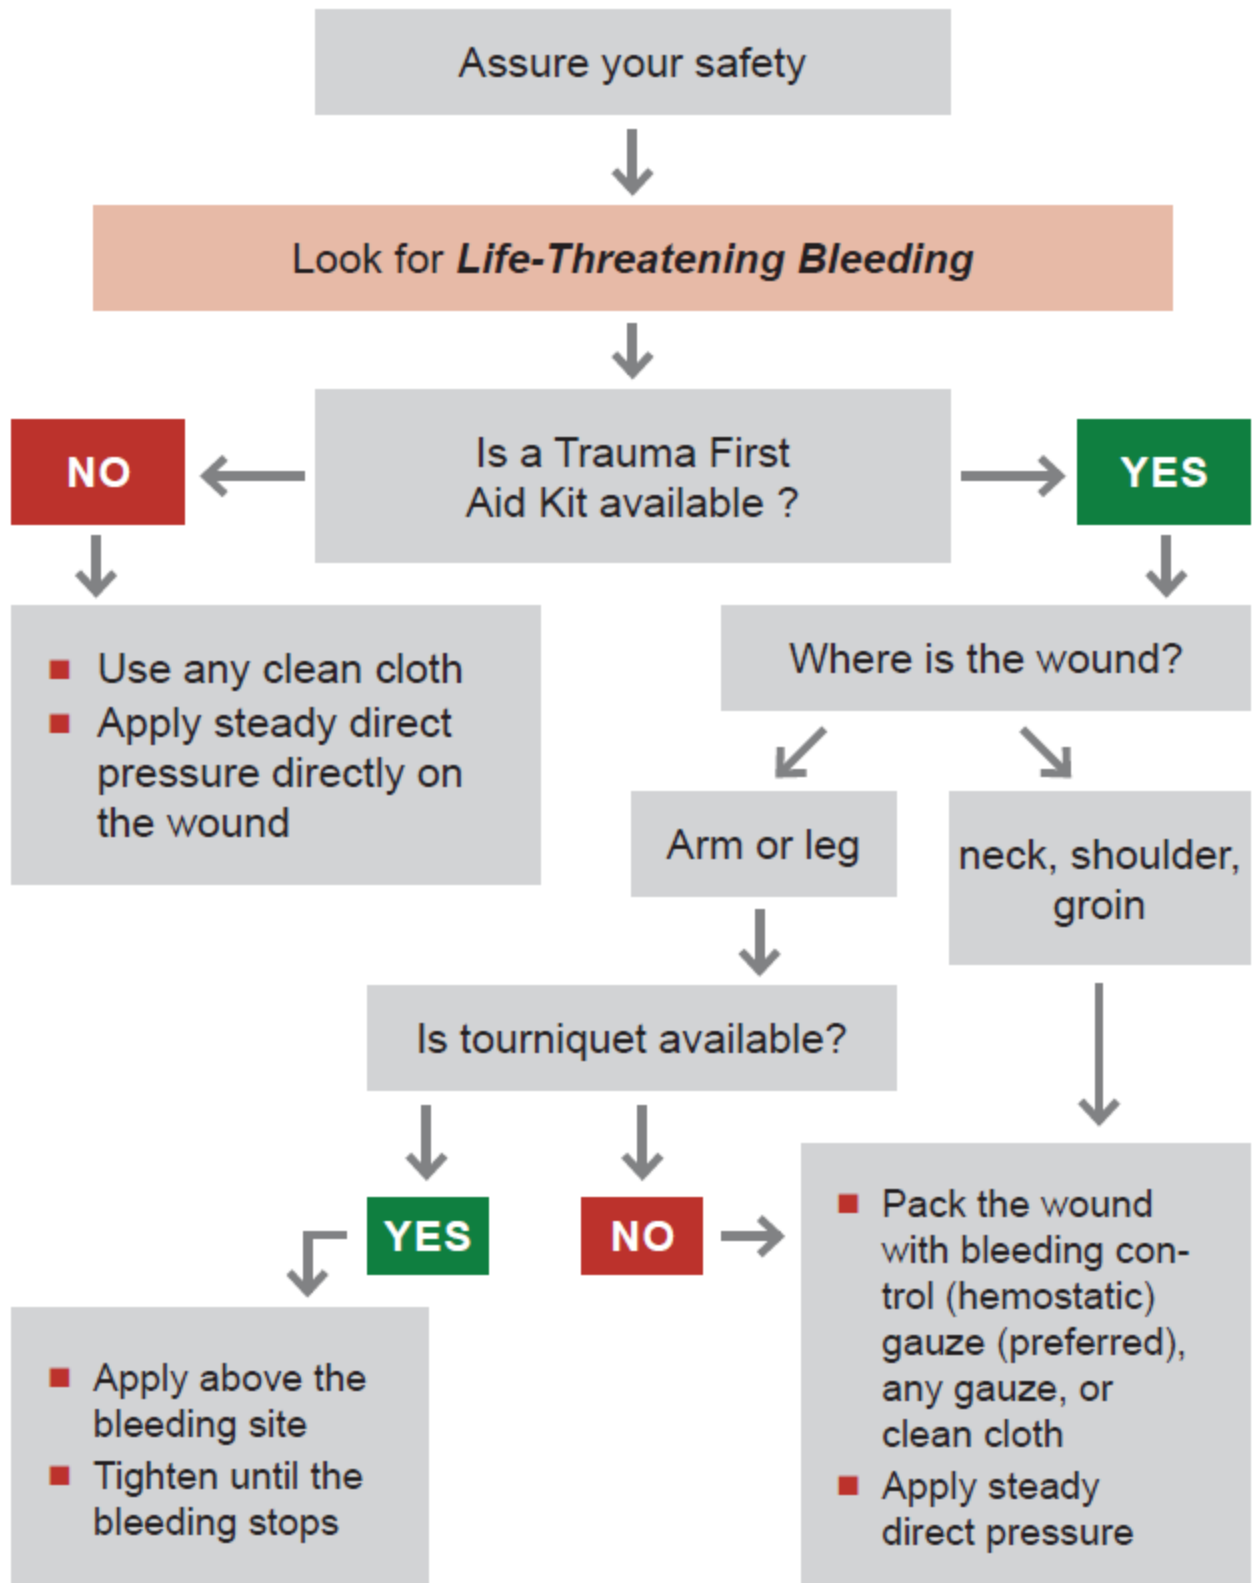 Assure your safety
Look for Life-Threatening Bleeding
Is a Trauma First
Aid Kit available ?
NO
YES
■ Use any clean cloth
■ Apply steady direct
pressure directly on
the wound
Where is the wound?
Arm or leg
neck, shoulder,
groin
Is tourniquet available?
YES
NO
■ Apply above the
bleeding site
■ Tighten until the
bleeding stops
■ Pack the wound
with bleeding con-
trol (hemostatic)
gauze (preferred),
any gauze, or
clean cloth
■ Apply steady
direct pressure